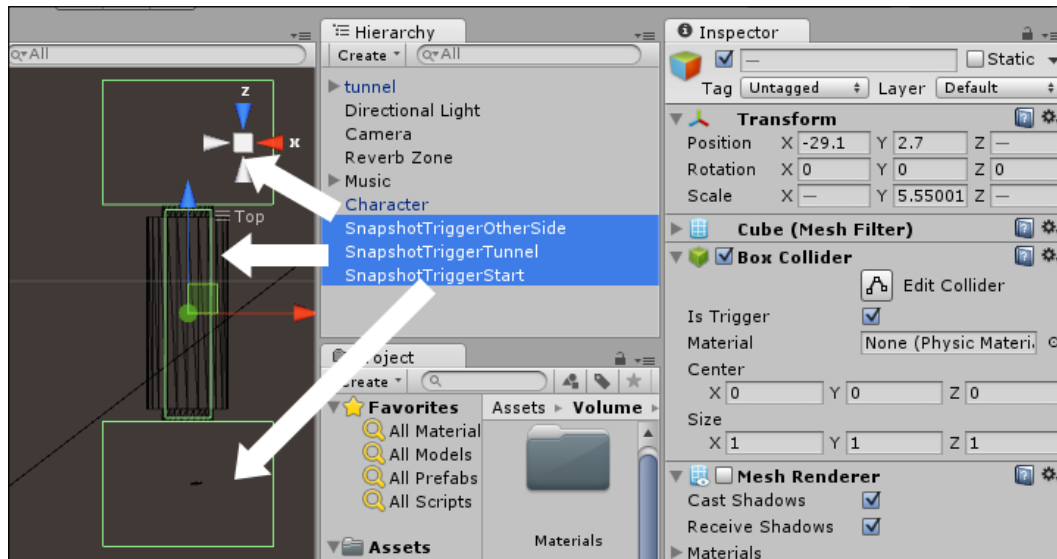 All
z
x
Top
Hierarchy
Create
All
tunnel
Directional Light
Camera
Reverb Zone
Music
Character
SnapshotTriggerOtherSide
SnapshotTriggerTunnel
SnapshotTriggerStart
oject
reate
Favorites
All Material
All Models
All Prefabs
All Scripts
Assets
Assets Volume
Materials
Inspector
— Static
Tag Untagged Layer Default
Transform
Position X -29.1 Y 2.7 Z —
Rotation X 0 Y 0 Z 0
Scale X — Y 5.55001 Z —
Cube (Mesh Filter)
Box Collider
Edit Collider
Is Trigger
Material None (Physic Materi
Center
X 0 Y 0 Z 0
Size
X 1 Y 1 Z 1
Mesh Renderer
Cast Shadows
Receive Shadows
Materials